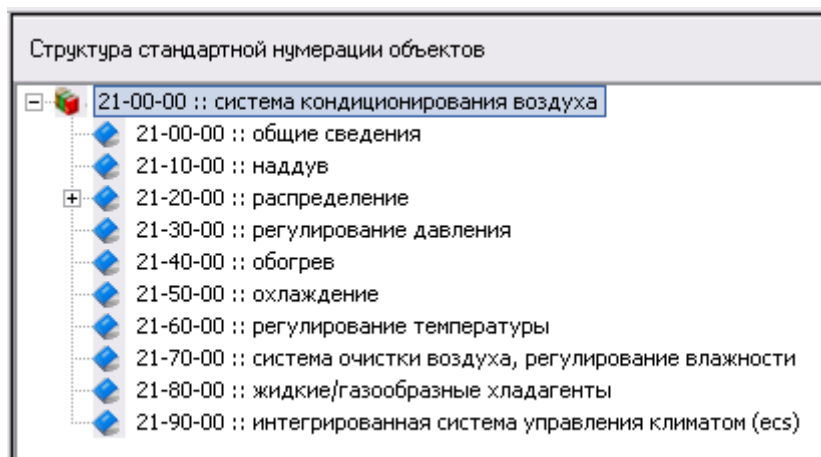 Структура стандартной нумерации объектов
21-00-00 :: система кондиционирования воздуха
21-00-00 :: общие сведения
21-10-00 :: наддув
21-20-00 :: распределение
21-30-00 :: регулирование давления
21-40-00 :: обогрев
21-50-00 :: охлаждение
21-60-00 :: регулирование температуры
21-70-00 :: система очистки воздуха, регулирование влажности
21-80-00 :: жидкие/газообразные хладагенты
21-90-00 :: интегрированная система управления климатом (ecs)